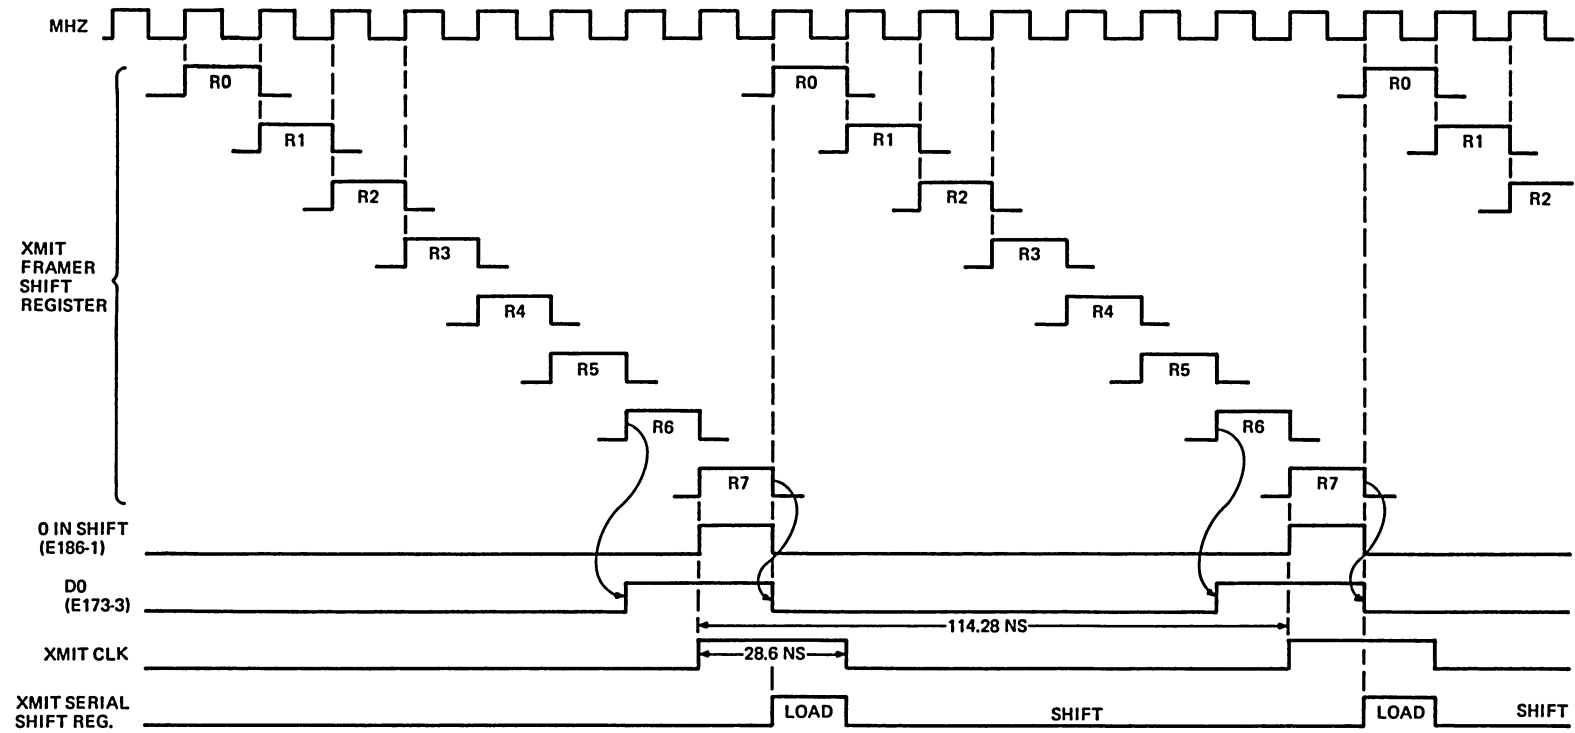 MHZ
R0 R0 R0
R1 R1 R1
R2 R2 R2
XMIT
FRAMER
SHIFT
REGISTER
R3 R3
R4 R4
R5 R5
R6 R6
R7 R7
0 IN SHIFT
(E186-1)
D0
(E173-3)
114.28 NS
XMIT CLK
28.6 NS
XMIT SERIAL
SHIFT REG.
LOAD SHIFT LOAD SHIFT